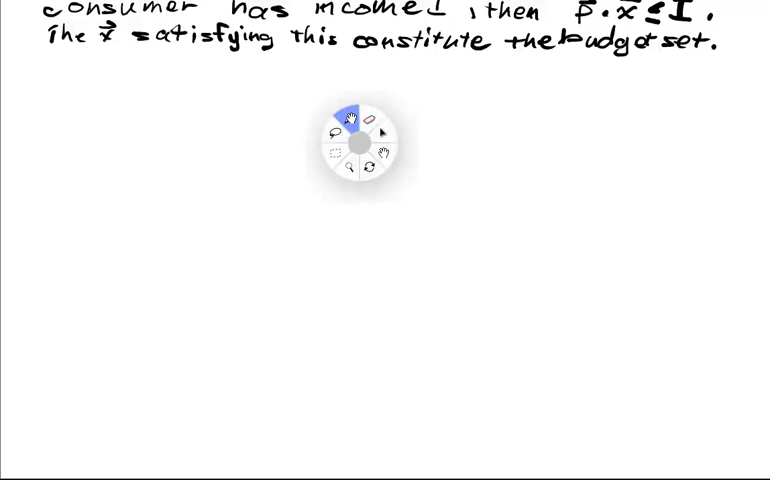 consumer has income I, then p⃗·x⃗ ≤ I.
The x⃗ satisfying this constitute the budget set.